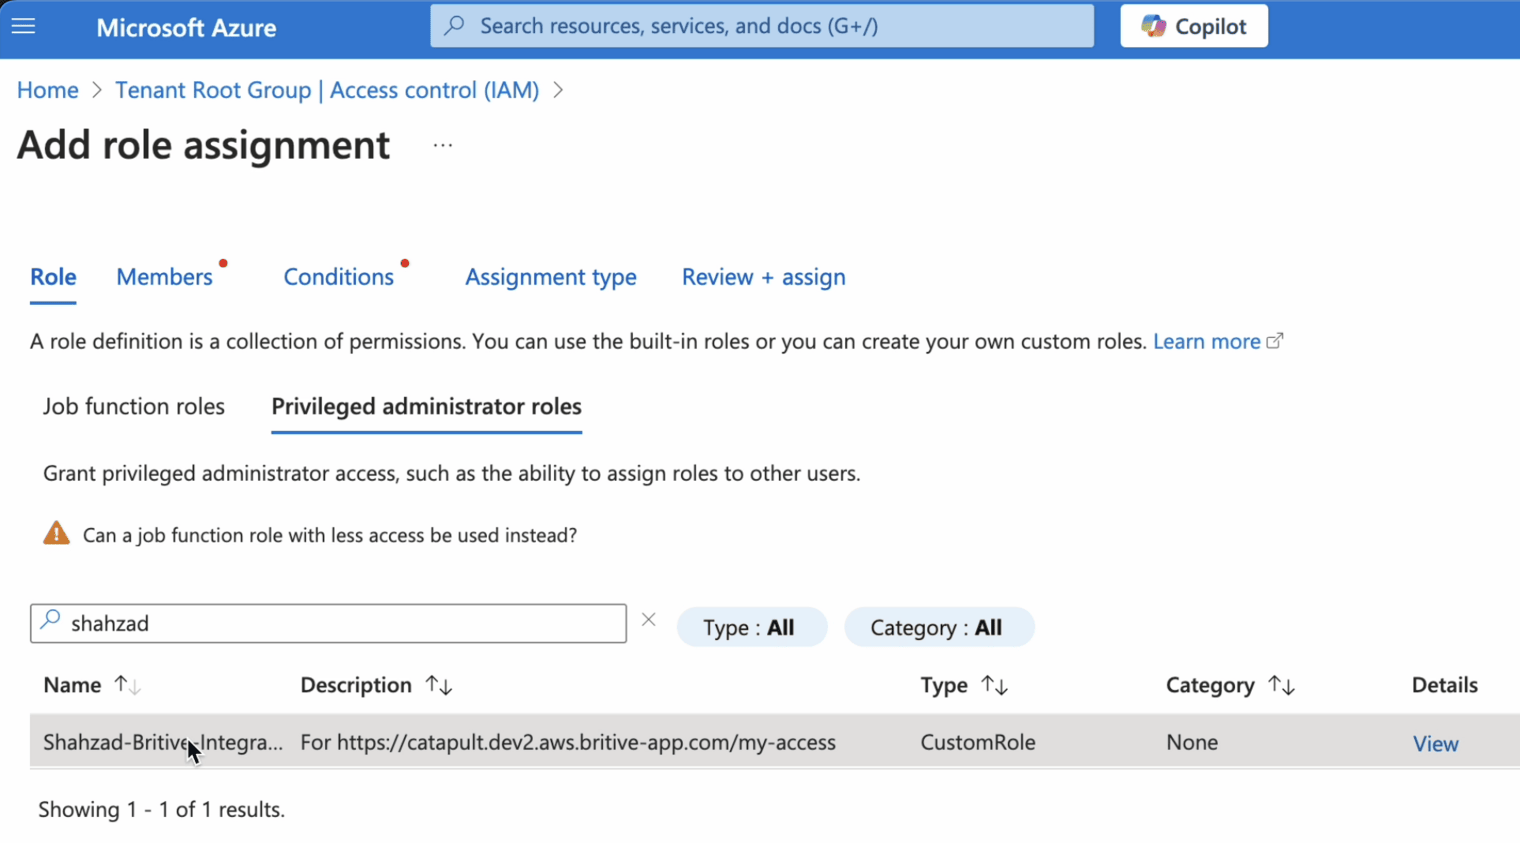 Microsoft Azure
Search resources, services, and docs (G+/)
Copilot
Home > Tenant Root Group | Access control (IAM) >
Add role assignment ...
Role Members Conditions Assignment type Review + assign
A role definition is a collection of permissions. You can use the built-in roles or you can create your own custom roles. Learn more
Job function roles Privileged administrator roles
Grant privileged administrator access, such as the ability to assign roles to other users.
Can a job function role with less access be used instead?
shahzad
Type : All Category : All
Name Description Type Category Details
Shahzad-Britive-Integra... For https://catapult.dev2.aws.britive-app.com/my-access CustomRole None View
Showing 1 - 1 of 1 results.